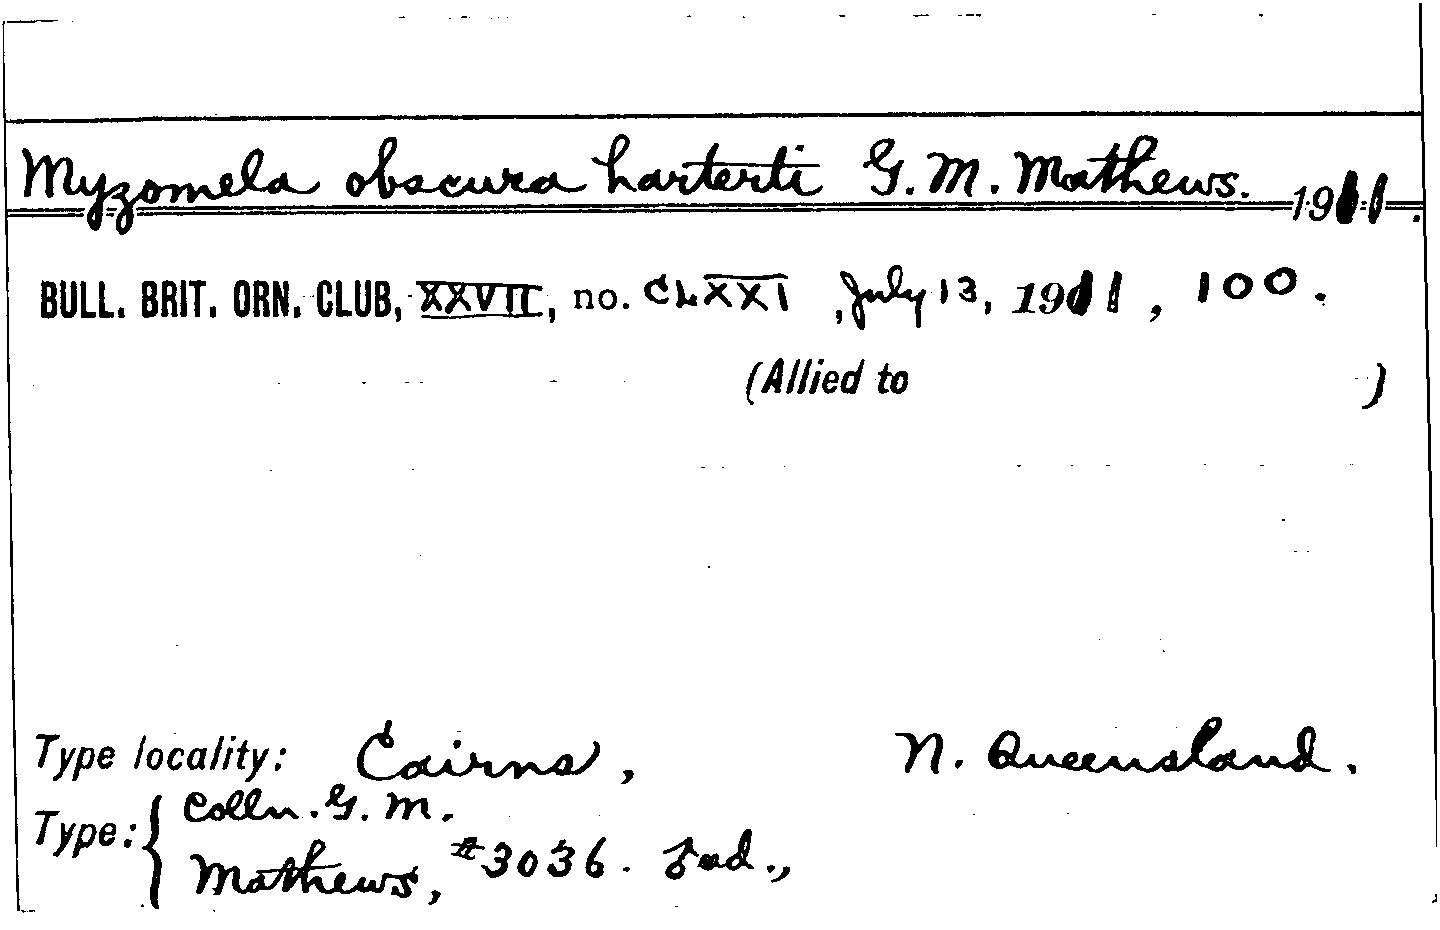 Myzomela obscura harterti G. M. Mathews. 1911.
BULL. BRIT. ORN. CLUB, XXVII, no. CLXXI , July 13, 1911, 100.
(Allied to )
Type locality: Cairns, N. Queensland.
Type: { Colln. G. M.
Mathews, #3036. ♂ad.,